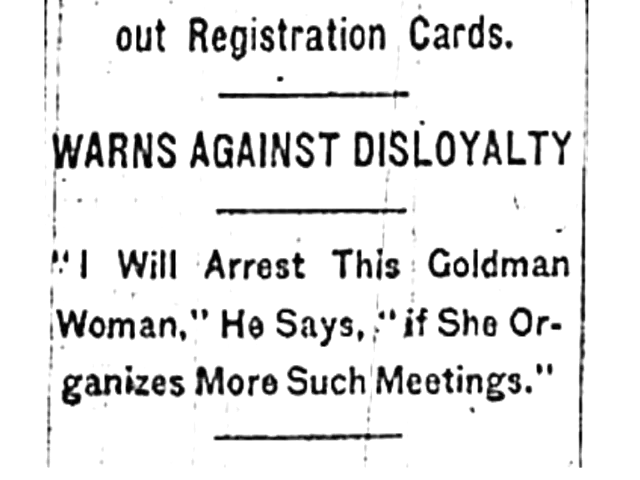 out Registration Cards.
WARNS AGAINST DISLOYALTY
"I Will Arrest This Goldman
Woman," He Says, "if She Or-
ganizes More Such Meetings."